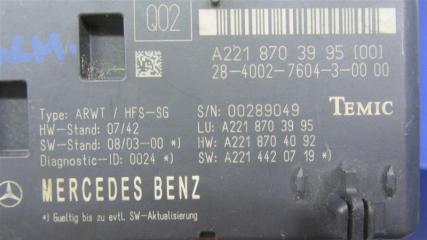 Q02
A221 870 39 95 [00]
28-4002-7604-3-00 00
Type: ARWT / HFS-SG
HW-Stand: 07/42
SW-Stand: 08/03-00 *)
Diagnostic-ID: 0024 *)
S/N: 00289049
LU: A221 870 39 95
HW: A221 870 40 92
SW: A221 442 07 19 *)
TEMIC
MERCEDES BENZ
*) Gueltig bis zu evtl. SW-Aktualisierung